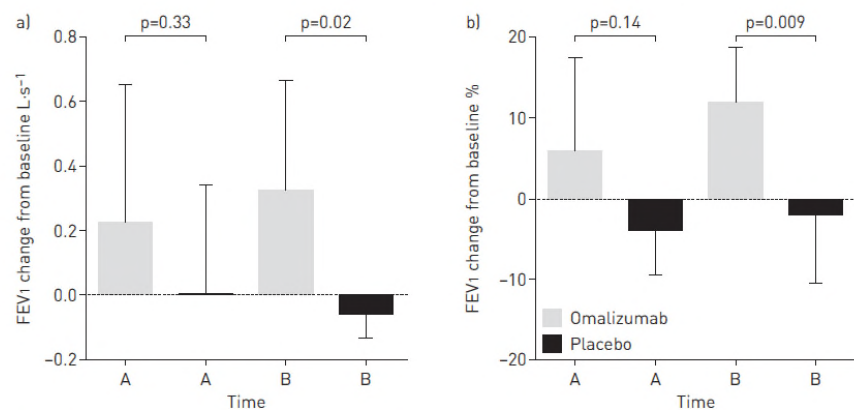 a)
p=0.33
p=0.02
0.8
0.6
0.4
0.2
0.0
–0.2
FEV1 change from baseline L·s⁻¹
A
A
B
B
Time
b)
p=0.14
p=0.009
20
10
0
–10
–20
FEV1 change from baseline %
Omalizumab
Placebo
A
A
B
B
Time